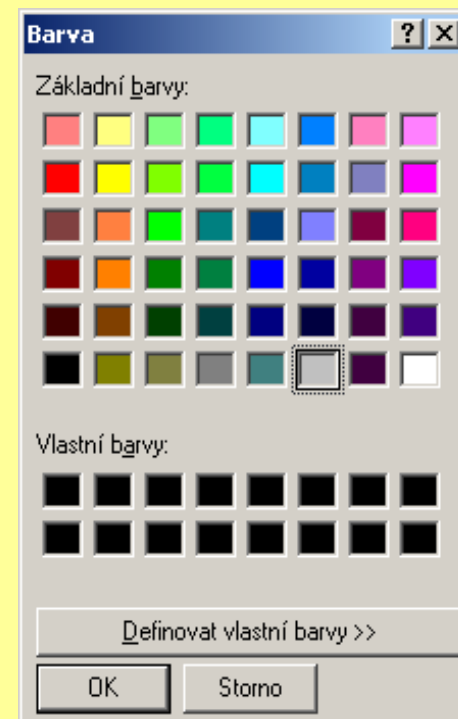 Barva
Základní barvy:
Vlastní barvy:
Definovat vlastní barvy >>
OK Storno